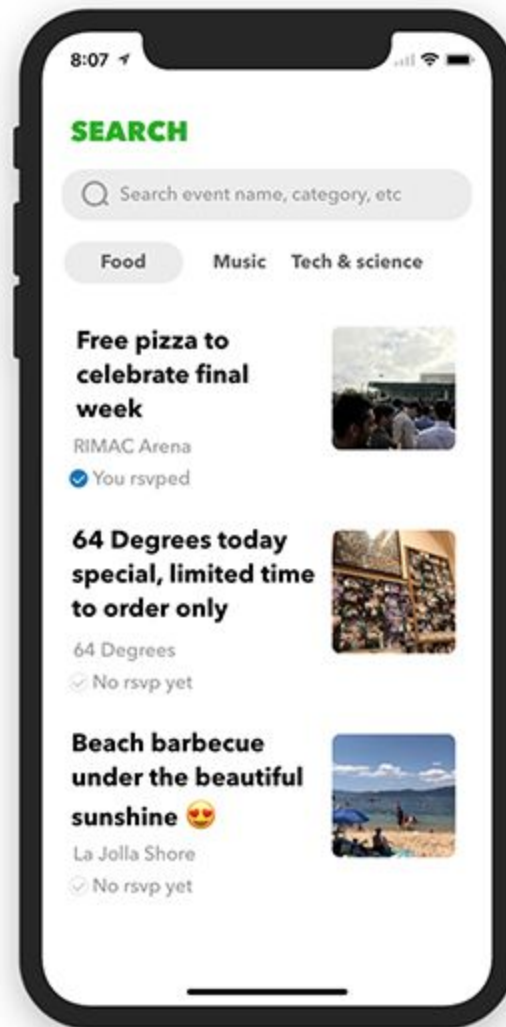 8:07
SEARCH
Search event name, category, etc
Food Music Tech & science
Free pizza to
celebrate final
week
RIMAC Arena
You rsvped
64 Degrees today
special, limited time
to order only
64 Degrees
No rsvp yet
Beach barbecue
under the beautiful
sunshine 😍
La Jolla Shore
No rsvp yet